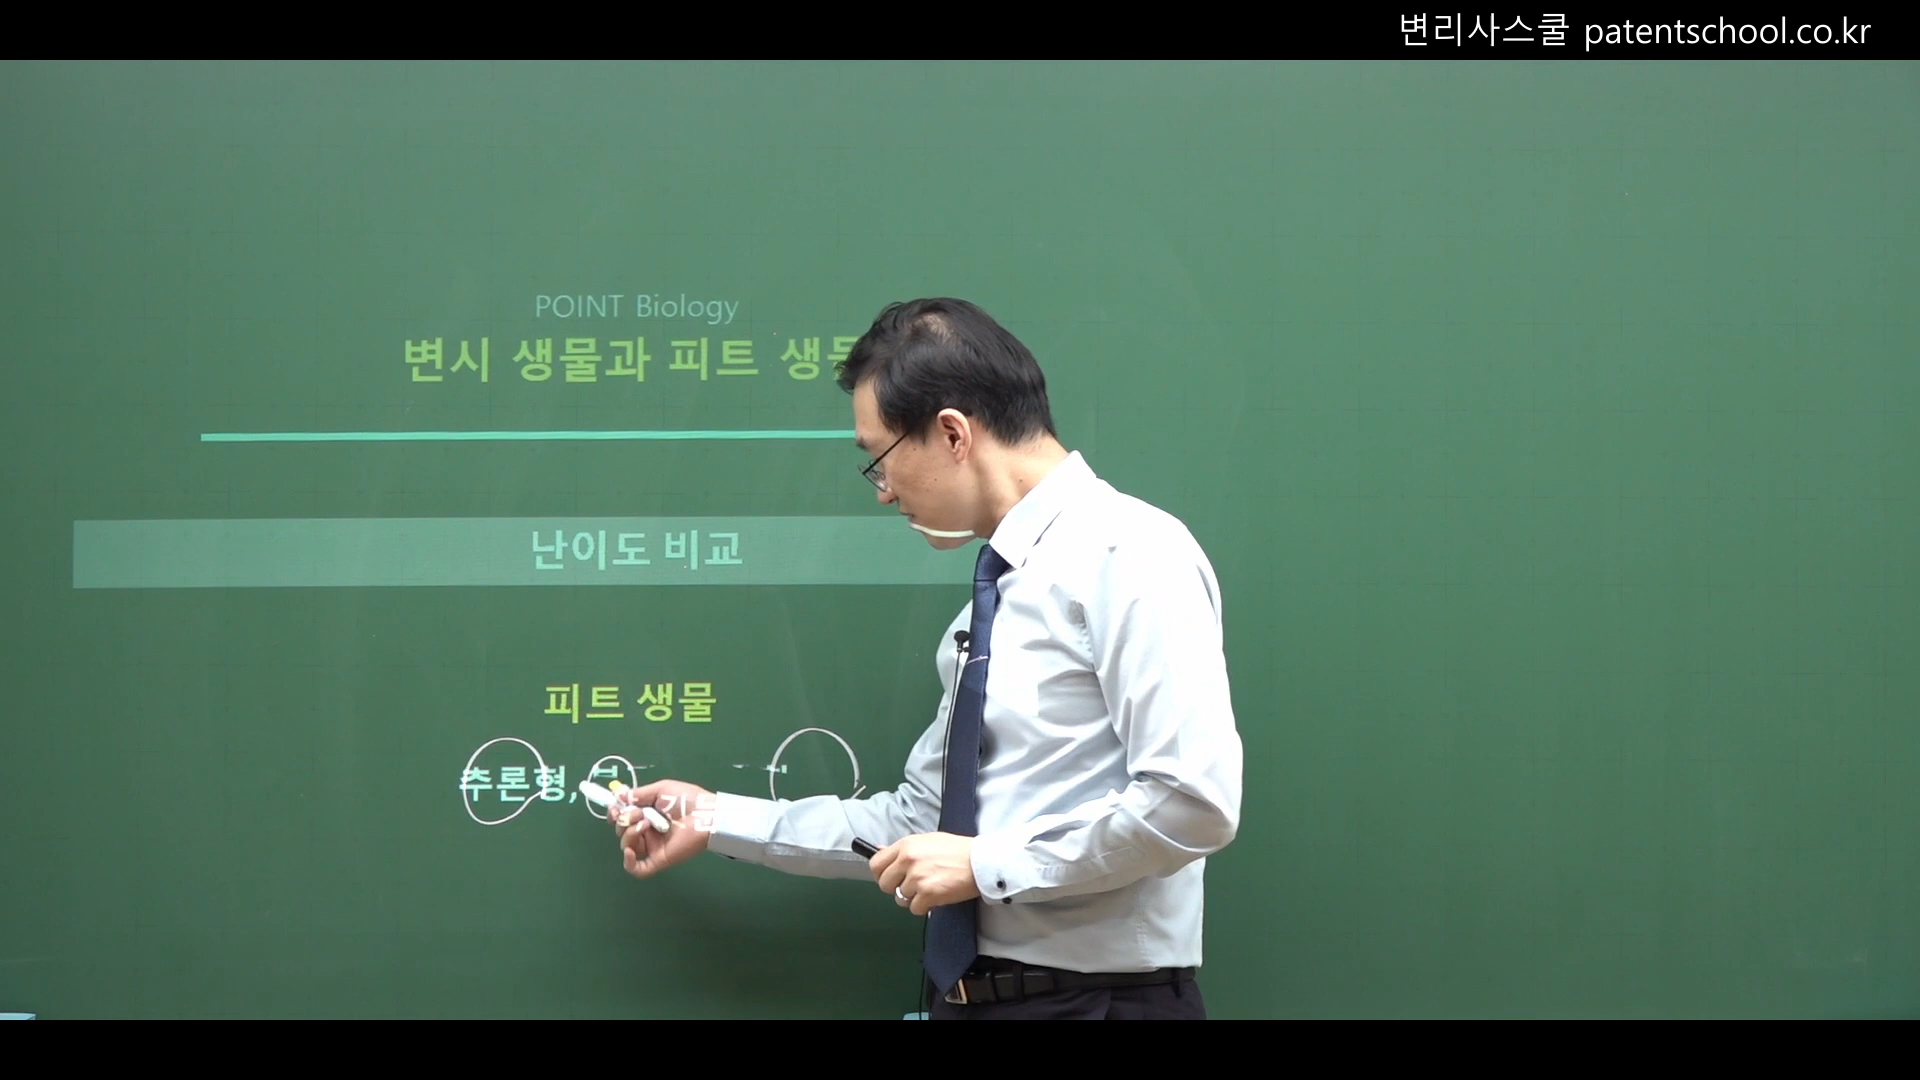 변리사스쿨 patentschool.co.kr
POINT Biology
변시 생물과 피트
난이도 비교
피트 생물
추론형,